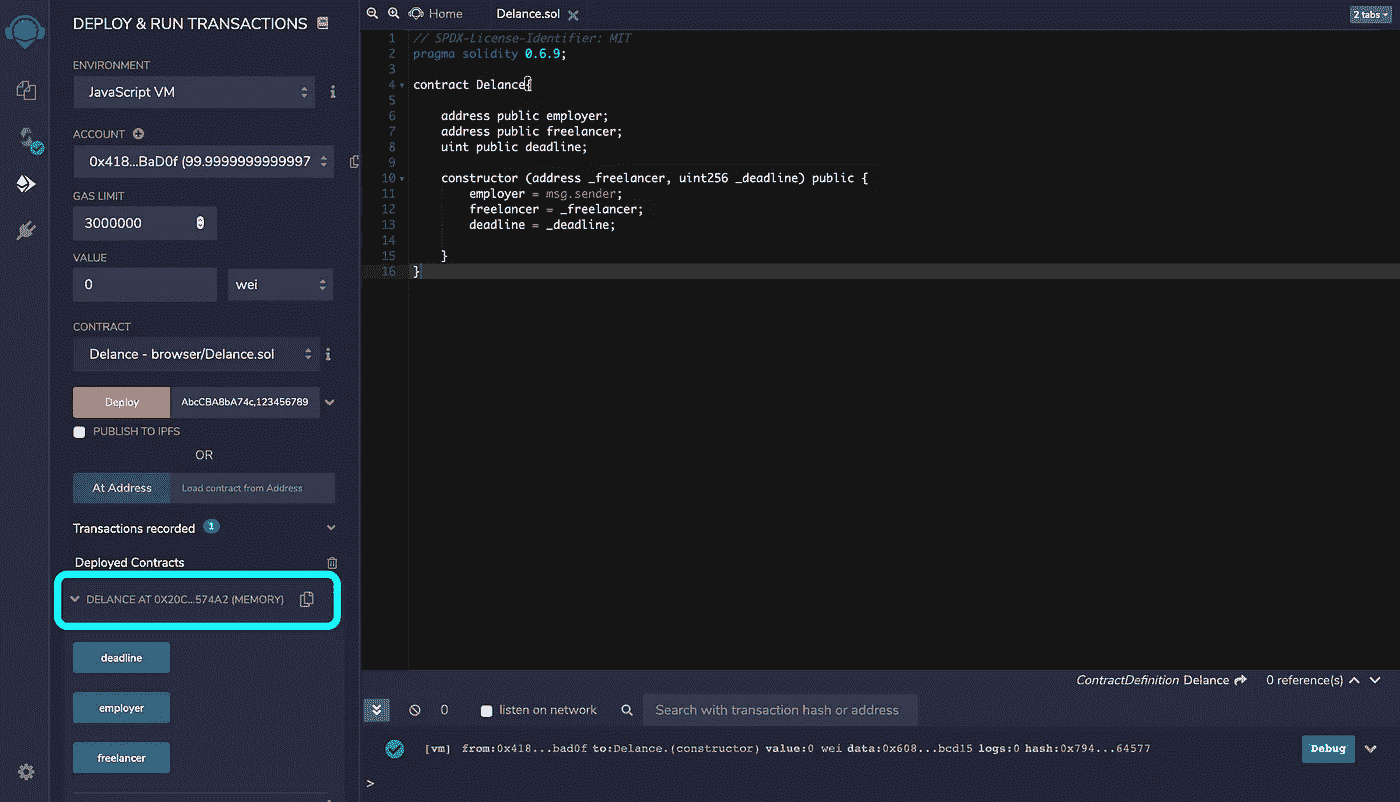 DEPLOY & RUN TRANSACTIONS
ENVIRONMENT
JavaScript VM
ACCOUNT
0x418...BaD0f (99.9999999999997
GAS LIMIT
3000000
VALUE
0
wei
CONTRACT
Delance - browser/Delance.sol
Deploy
AbcCBA8bA74c,123456789
PUBLISH TO IPFS
OR
At Address
Load contract from Address
Transactions recorded 1
Deployed Contracts
DELANCE AT 0X20C...574A2 (MEMORY)
deadline
employer
freelancer
Home
Delance.sol
2 tabs
1 // SPDX-License-Identifier: MIT
2 pragma solidity 0.6.9;
3
4 contract Delance{
5
6 address public employer;
7 address public freelancer;
8 uint public deadline;
9
10 constructor (address _freelancer, uint256 _deadline) public {
11 employer = msg.sender;
12 freelancer = _freelancer;
13 deadline = _deadline;
14
15 }
16 }
ContractDefinition Delance 0 reference(s)
0 listen on network Search with transaction hash or address
[vm] from:0x418...bad0f to:Delance.(constructor) value:0 wei data:0x608...bcd15 logs:0 hash:0x794...64577 Debug
>